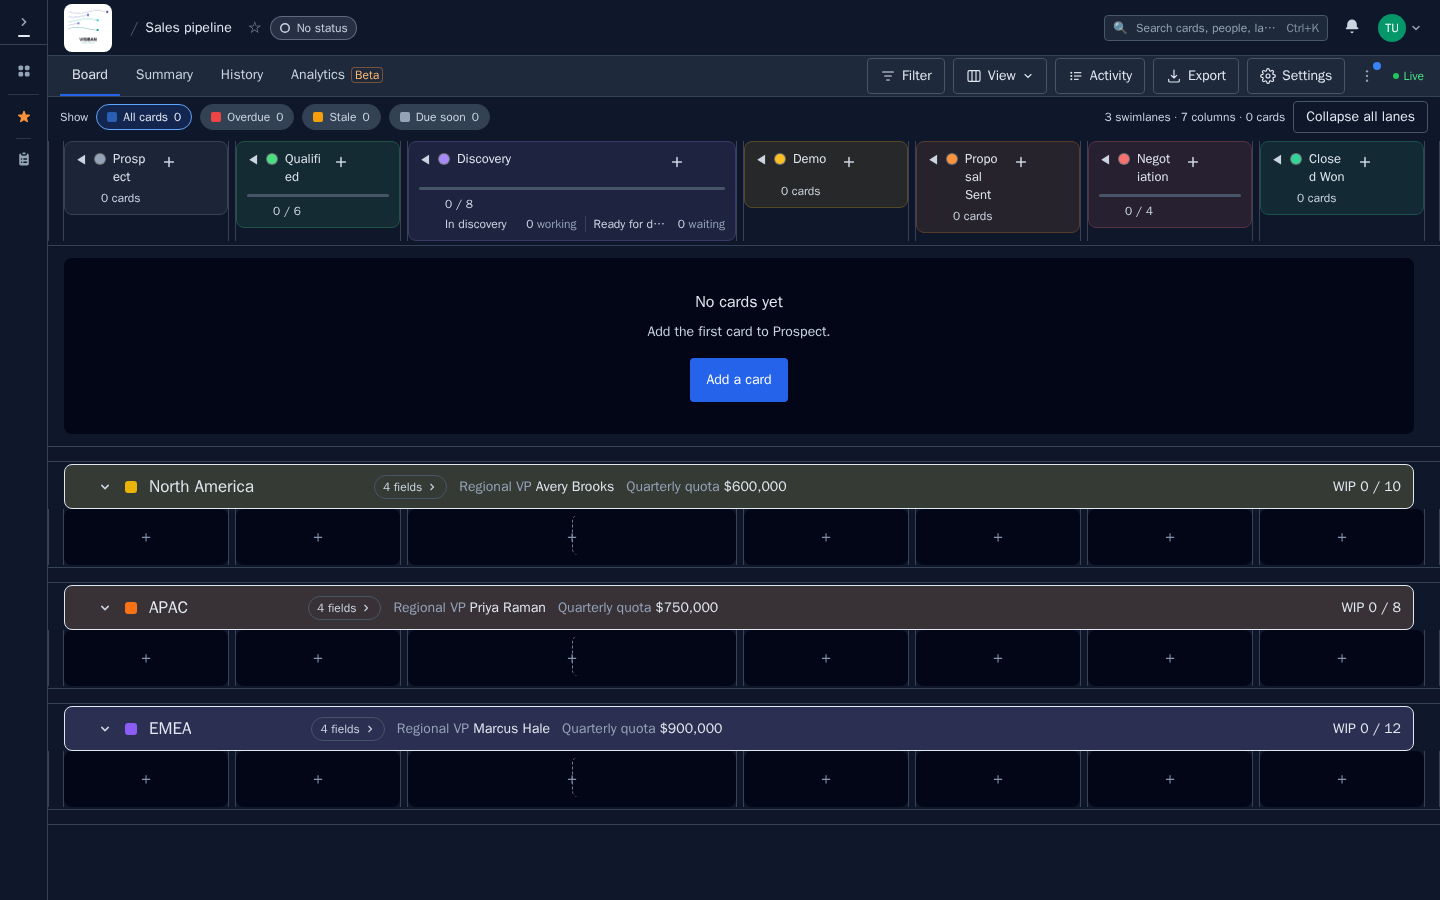 / Sales pipeline
No status
Search cards, people, la···
Ctrl+K
TU
Board
Summary
History
Analytics
Beta
Filter
View
Activity
Export
Settings
Live
Show
All cards 0
Overdue 0
Stale 0
Due soon 0
3 swimlanes · 7 columns · 0 cards
Collapse all lanes
Prosp
ect
0 cards
Qualifi
ed
0 / 6
Discovery
0 / 8
In discovery 0 working
Ready for d··· 0 waiting
Demo
0 cards
Propo
sal
Sent
0 cards
Negot
iation
0 / 4
Close
d Won
0 cards
No cards yet
Add the first card to Prospect.
Add a card
North America
4 fields
Regional VP Avery Brooks Quarterly quota $600,000
WIP 0 / 10
APAC
4 fields
Regional VP Priya Raman Quarterly quota $750,000
WIP 0 / 8
EMEA
4 fields
Regional VP Marcus Hale Quarterly quota $900,000
WIP 0 / 12